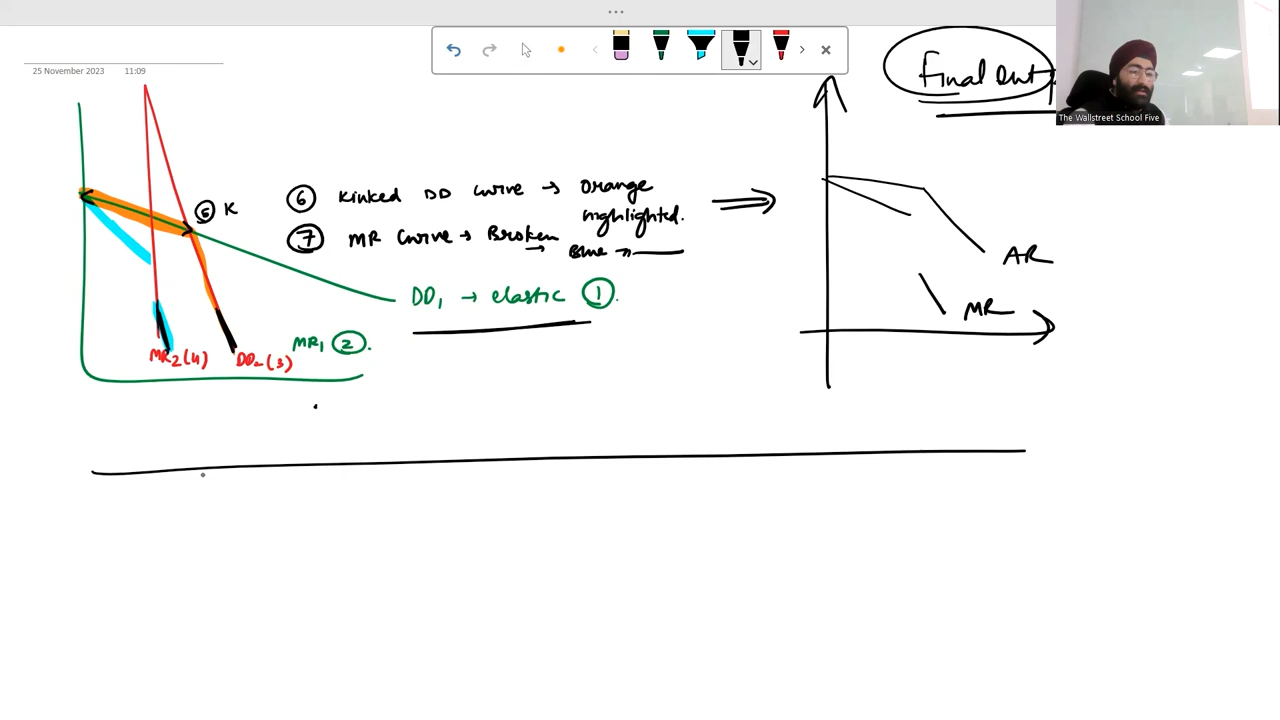 25 November 2023 11:09
Final out
The Wallstreet School Five
⑤ K
⑥ Kinked DD curve → orange
highlighted.
⑦ MR curve → Broken
Blue
DD₁ → elastic ①.
MR₁ ②.
MR₂(4) DD₂(3)
AR
MR